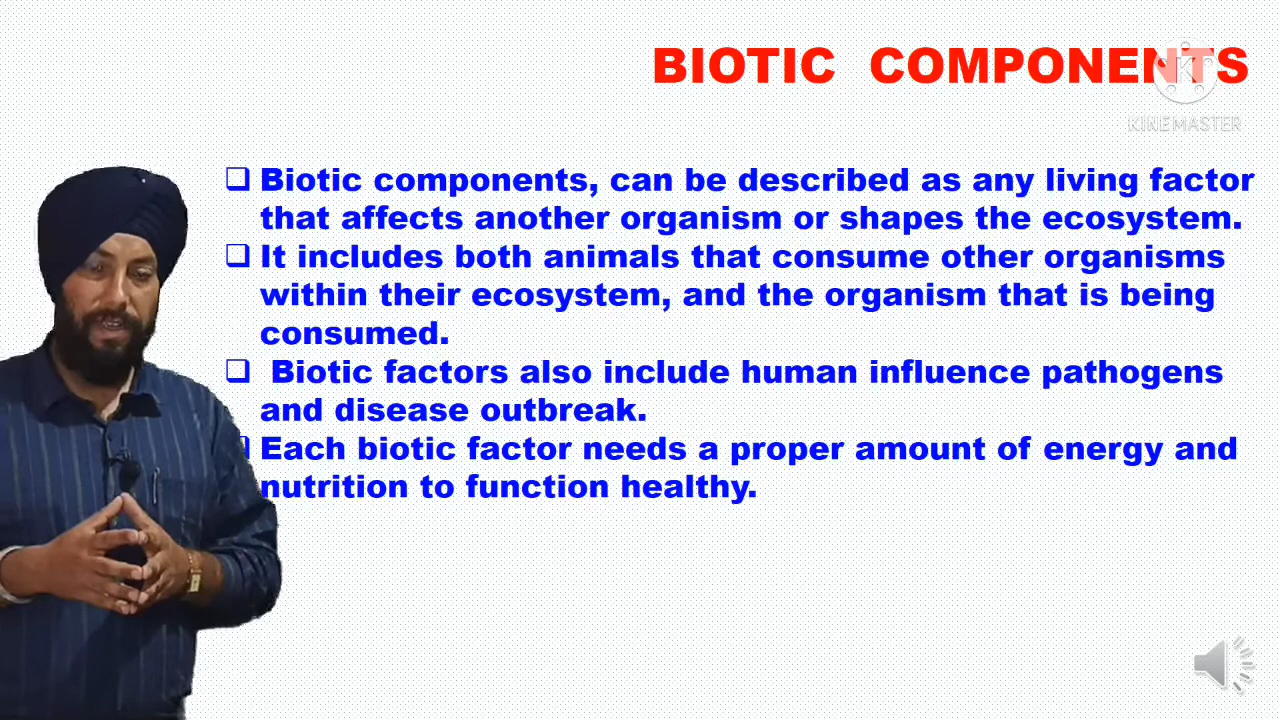 BIOTIC COMPONENTS
KINEMASTER
❑ Biotic components, can be described as any living factor
that affects another organism or shapes the ecosystem.
❑ It includes both animals that consume other organisms
within their ecosystem, and the organism that is being
consumed.
❑ Biotic factors also include human influence pathogens
and disease outbreak.
❑ Each biotic factor needs a proper amount of energy and
nutrition to function healthy.